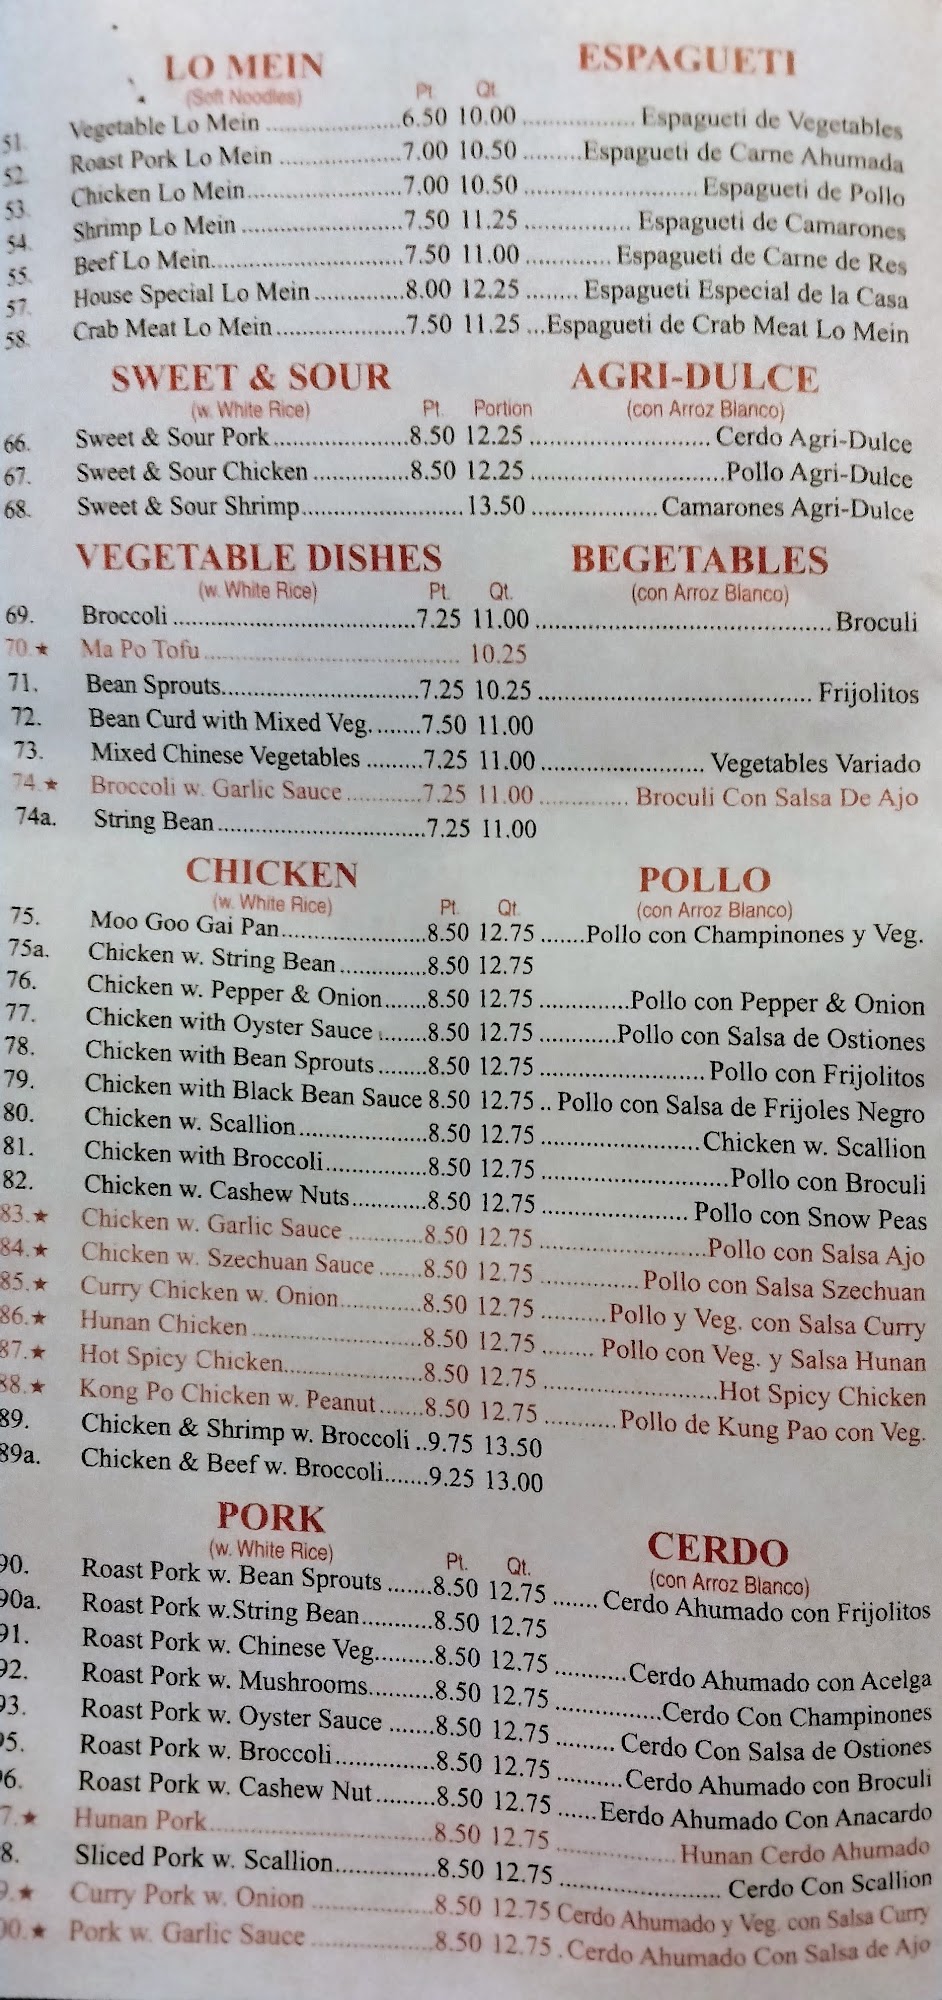 LO MEIN ESPAGUETI
(Soft Noodles) Pt. Qt.
51. Vegetable Lo Mein 6.50 10.00 Espagueti de Vegetables
52. Roast Pork Lo Mein 7.00 10.50 Espagueti de Carne Ahumada
53. Chicken Lo Mein 7.00 10.50 Espagueti de Pollo
54. Shrimp Lo Mein 7.50 11.25 Espagueti de Camarones
55. Beef Lo Mein 7.50 11.00 Espagueti de Carne de Res
57. House Special Lo Mein 8.00 12.25 Espagueti Especial de la Casa
58. Crab Meat Lo Mein 7.50 11.25 Espagueti de Crab Meat Lo Mein
SWEET & SOUR AGRI-DULCE
(w. White Rice) Pt. Portion (con Arroz Blanco)
66. Sweet & Sour Pork 8.50 12.25 Cerdo Agri-Dulce
67. Sweet & Sour Chicken 8.50 12.25 Pollo Agri-Dulce
68. Sweet & Sour Shrimp 13.50 Camarones Agri-Dulce
VEGETABLE DISHES BEGETABLES
(w. White Rice) Pt. Qt. (con Arroz Blanco)
69. Broccoli 7.25 11.00 Broculi
70.★ Ma Po Tofu 10.25
71. Bean Sprouts 7.25 10.25 Frijolitos
72. Bean Curd with Mixed Veg. 7.50 11.00
73. Mixed Chinese Vegetables 7.25 11.00 Vegetables Variado
74.★ Broccoli w. Garlic Sauce 7.25 11.00 Broculi Con Salsa De Ajo
74a. String Bean 7.25 11.00
CHICKEN POLLO
(w. White Rice) Pt. Qt. (con Arroz Blanco)
75. Moo Goo Gai Pan 8.50 12.75 Pollo con Champinones y Veg.
75a. Chicken w. String Bean 8.50 12.75
76. Chicken w. Pepper & Onion 8.50 12.75 Pollo con Pepper & Onion
77. Chicken with Oyster Sauce 8.50 12.75 Pollo con Salsa de Ostiones
78. Chicken with Bean Sprouts 8.50 12.75 Pollo con Frijolitos
79. Chicken with Black Bean Sauce 8.50 12.75 Pollo con Salsa de Frijoles Negro
80. Chicken w. Scallion 8.50 12.75 Chicken w. Scallion
81. Chicken with Broccoli 8.50 12.75 Pollo con Broculi
82. Chicken w. Cashew Nuts 8.50 12.75 Pollo con Snow Peas
83.★ Chicken w. Garlic Sauce 8.50 12.75 Pollo con Salsa Ajo
84.★ Chicken w. Szechuan Sauce 8.50 12.75 Pollo con Salsa Szechuan
85.★ Curry Chicken w. Onion 8.50 12.75 Pollo y Veg. con Salsa Curry
86.★ Hunan Chicken 8.50 12.75 Pollo con Veg. y Salsa Hunan
87.★ Hot Spicy Chicken 8.50 12.75 Hot Spicy Chicken
88.★ Kong Po Chicken w. Peanut 8.50 12.75 Pollo de Kung Pao con Veg.
89. Chicken & Shrimp w. Broccoli 9.75 13.50
89a. Chicken & Beef w. Broccoli 9.25 13.00
PORK CERDO
(w. White Rice) Pt. Qt. (con Arroz Blanco)
90. Roast Pork w. Bean Sprouts 8.50 12.75 Cerdo Ahumado con Frijolitos
90a. Roast Pork w.String Bean 8.50 12.75
91. Roast Pork w. Chinese Veg. 8.50 12.75 Cerdo Ahumado con Acelga
92. Roast Pork w. Mushrooms 8.50 12.75 Cerdo Con Champinones
93. Roast Pork w. Oyster Sauce 8.50 12.75 Cerdo Con Salsa de Ostiones
95. Roast Pork w. Broccoli 8.50 12.75 Cerdo Ahumado con Broculi
96. Roast Pork w. Cashew Nut 8.50 12.75 Eerdo Ahumado Con Anacardo
7.★ Hunan Pork 8.50 12.75 Hunan Cerdo Ahumado
8. Sliced Pork w. Scallion 8.50 12.75 Cerdo Con Scallion
9.★ Curry Pork w. Onion 8.50 12.75 Cerdo Ahumado y Veg. con Salsa Curry
00.★ Pork w. Garlic Sauce 8.50 12.75 Cerdo Ahumado Con Salsa de Ajo